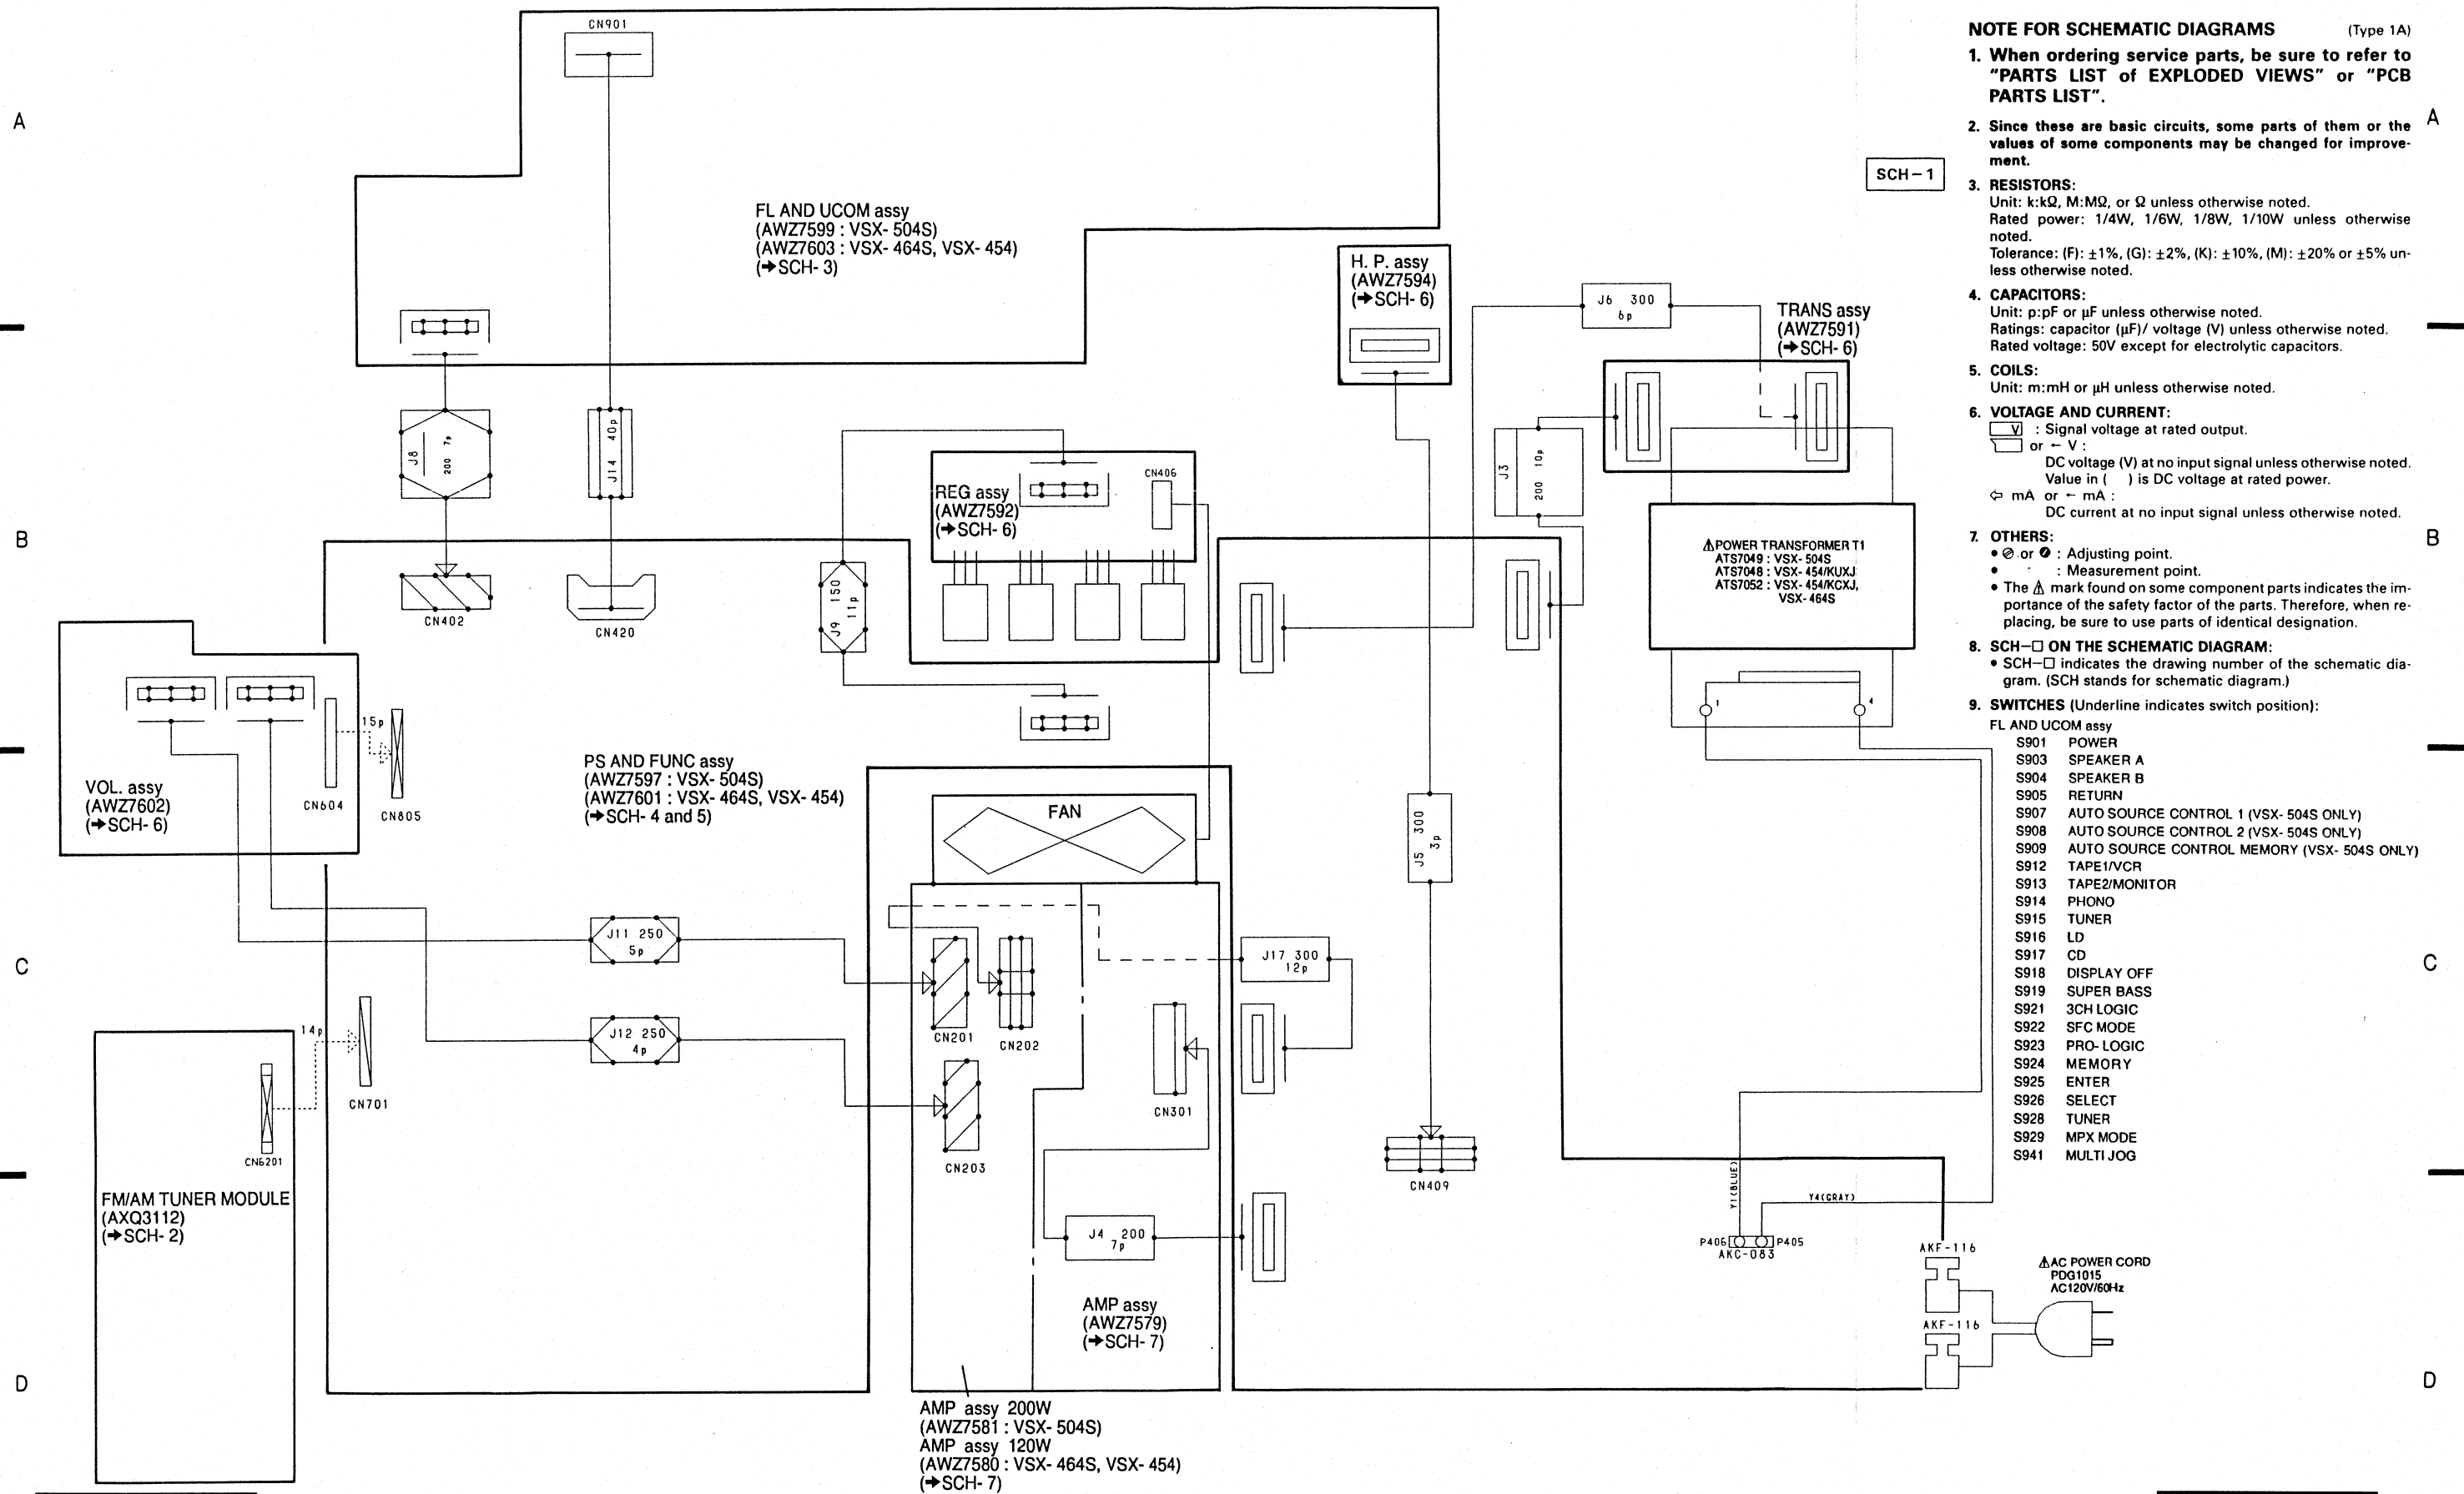 CN901
A
FL AND UCOM assy
(AWZ7599 : VSX- 504S)
(AWZ7603 : VSX- 464S, VSX- 454)
(➔SCH- 3)
H. P. assy
(AWZ7594)
(➔SCH- 6)
J6 300
6p
TRANS assy
(AWZ7591)
(➔SCH- 6)
SCH – 1
J8
200 7p
J14 40p
B
REG assy
(AWZ7592)
(➔SCH- 6)
CN406
J3
200 10p
⚠POWER TRANSFORMER T1
ATS7049 : VSX- 504S
ATS7048 : VSX- 454/KUXJ
ATS7052 : VSX- 454/KCXJ,
VSX- 464S
CN402
CN420
J9 150
11p
1
4
15p
VOL. assy
(AWZ7602)
(➔SCH- 6)
CN604
CN805
PS AND FUNC assy
(AWZ7597 : VSX- 504S)
(AWZ7601 : VSX- 464S, VSX- 454)
(➔SCH- 4 and 5)
FAN
J5 300
3p
C
J11 250
5p
J17 300
12p
J12 250
4p
14p
CN701
CN201
CN202
CN301
CN203
CN6201
CN409
FM/AM TUNER MODULE
(AXQ3112)
(➔SCH- 2)
J4 200
7p
Y1(BLUE)
Y4(GRAY)
P406
P405
AKC-083
AKF-116
AKF-116
⚠AC POWER CORD
PDG1015
AC120V/60Hz
AMP assy
(AWZ7579)
(➔SCH- 7)
D
AMP assy 200W
(AWZ7581 : VSX- 504S)
AMP assy 120W
(AWZ7580 : VSX- 464S, VSX- 454)
(➔SCH- 7)
NOTE FOR SCHEMATIC DIAGRAMS (Type 1A)
1. When ordering service parts, be sure to refer to
"PARTS LIST of EXPLODED VIEWS" or "PCB
PARTS LIST".
2. Since these are basic circuits, some parts of them or the
values of some components may be changed for improve-
ment.
3. RESISTORS:
Unit: k:kΩ, M:MΩ, or Ω unless otherwise noted.
Rated power: 1/4W, 1/6W, 1/8W, 1/10W unless otherwise
noted.
Tolerance: (F): ±1%, (G): ±2%, (K): ±10%, (M): ±20% or ±5% un-
less otherwise noted.
4. CAPACITORS:
Unit: p:pF or µF unless otherwise noted.
Ratings: capacitor (µF)/ voltage (V) unless otherwise noted.
Rated voltage: 50V except for electrolytic capacitors.
5. COILS:
Unit: m:mH or µH unless otherwise noted.
6. VOLTAGE AND CURRENT:
V : Signal voltage at rated output.
or ← V :
DC voltage (V) at no input signal unless otherwise noted.
Value in ( ) is DC voltage at rated power.
⇦ mA or ← mA :
DC current at no input signal unless otherwise noted.
7. OTHERS:
• ⊘ or ⊘ : Adjusting point.
• : Measurement point.
• The ⚠ mark found on some component parts indicates the im-
portance of the safety factor of the parts. Therefore, when re-
placing, be sure to use parts of identical designation.
8. SCH–□ ON THE SCHEMATIC DIAGRAM:
• SCH–□ indicates the drawing number of the schematic dia-
gram. (SCH stands for schematic diagram.)
9. SWITCHES (Underline indicates switch position):
FL AND UCOM assy
S901 POWER
S903 SPEAKER A
S904 SPEAKER B
S905 RETURN
S907 AUTO SOURCE CONTROL 1 (VSX- 504S ONLY)
S908 AUTO SOURCE CONTROL 2 (VSX- 504S ONLY)
S909 AUTO SOURCE CONTROL MEMORY (VSX- 504S ONLY)
S912 TAPE1/VCR
S913 TAPE2/MONITOR
S914 PHONO
S915 TUNER
S916 LD
S917 CD
S918 DISPLAY OFF
S919 SUPER BASS
S921 3CH LOGIC
S922 SFC MODE
S923 PRO- LOGIC
S924 MEMORY
S925 ENTER
S926 SELECT
S928 TUNER
S929 MPX MODE
S941 MULTI JOG
A
B
C
D